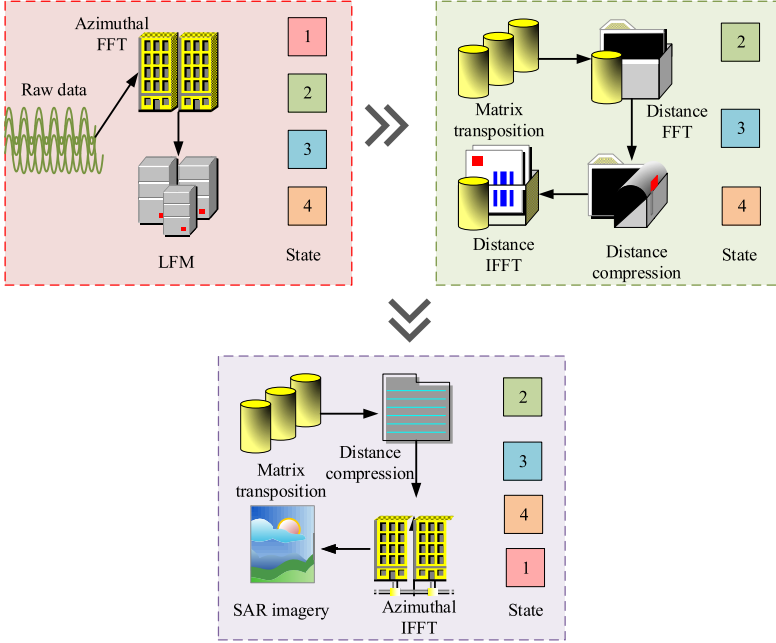 Azimuthal
FFT
Raw data
LFM
1
2
3
4
State
Matrix
transposition
Distance
FFT
Distance
IFFT
Distance
compression
2
3
4
State
Matrix
transposition
Distance
compression
SAR imagery
Azimuthal
IFFT
2
3
4
1
State